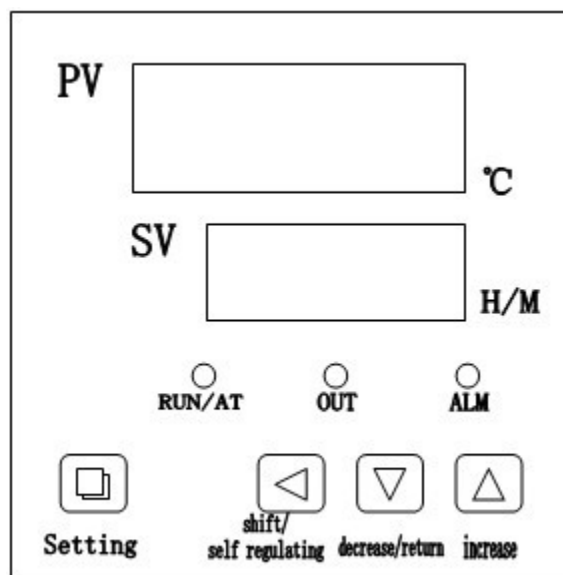 PV
℃
SV
H/M
RUN/AT OUT ALM
shift/
Setting self regulating decrease/return increase